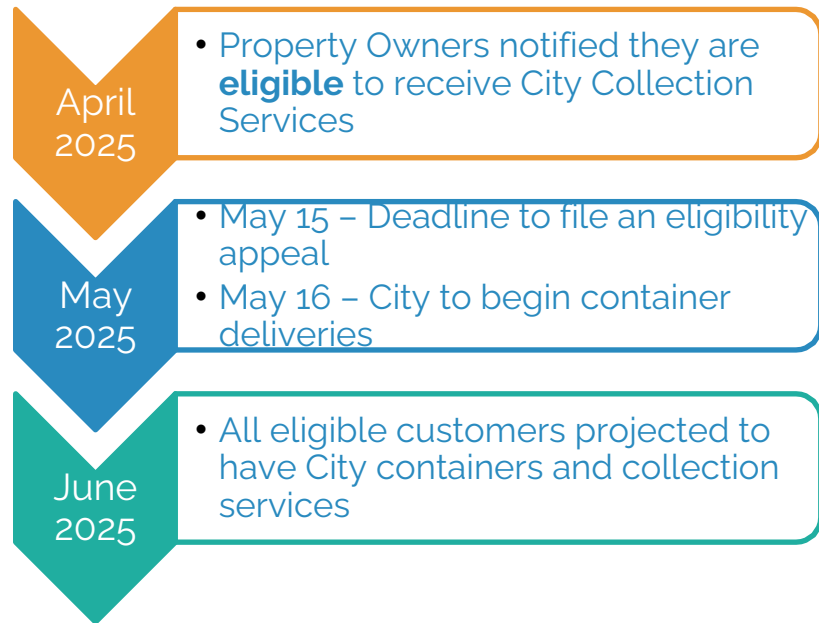 April
2025
• Property Owners notified they are
eligible to receive City Collection
Services
May
2025
• May 15 – Deadline to file an eligibility
appeal
• May 16 – City to begin container
deliveries
June
2025
• All eligible customers projected to
have City containers and collection
services